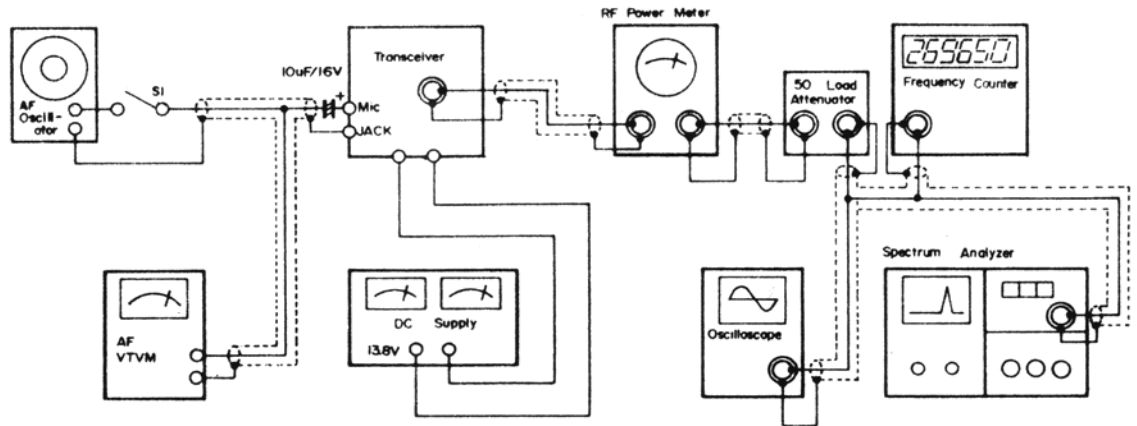 RF Power Meter
AF
Oscill-
ator
S1
10uF/16V
+
Transceiver
Mic
JACK
50 Load
Attenuator
269650
Frequency Counter
AF
VTVM
DC Supply
13.8V
Oscilloscope
Spectrum Analyzer